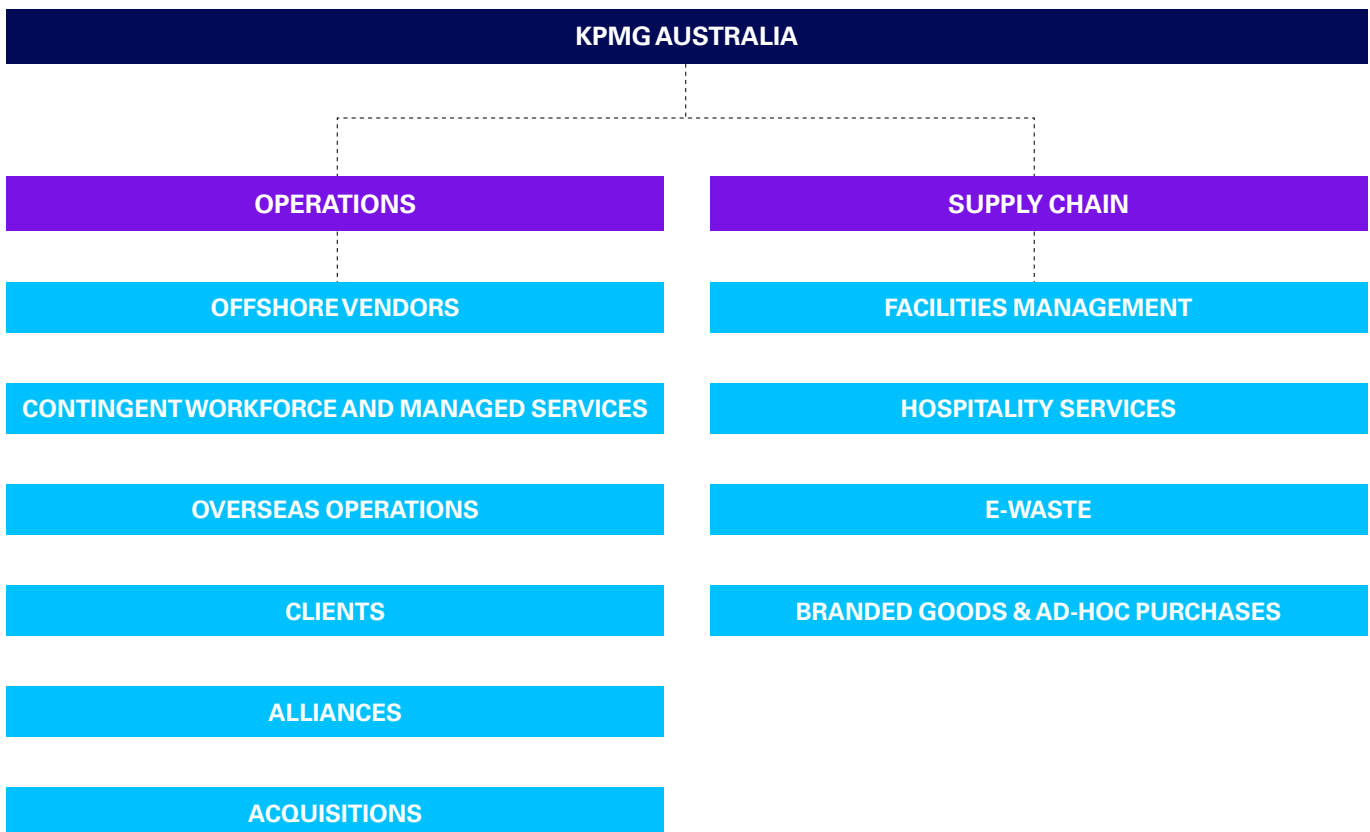 KPMG AUSTRALIA
OPERATIONS
SUPPLY CHAIN
OFFSHORE VENDORS
FACILITIES MANAGEMENT
CONTINGENT WORKFORCE AND MANAGED SERVICES
HOSPITALITY SERVICES
OVERSEAS OPERATIONS
E-WASTE
CLIENTS
BRANDED GOODS & AD-HOC PURCHASES
ALLIANCES
ACQUISITIONS